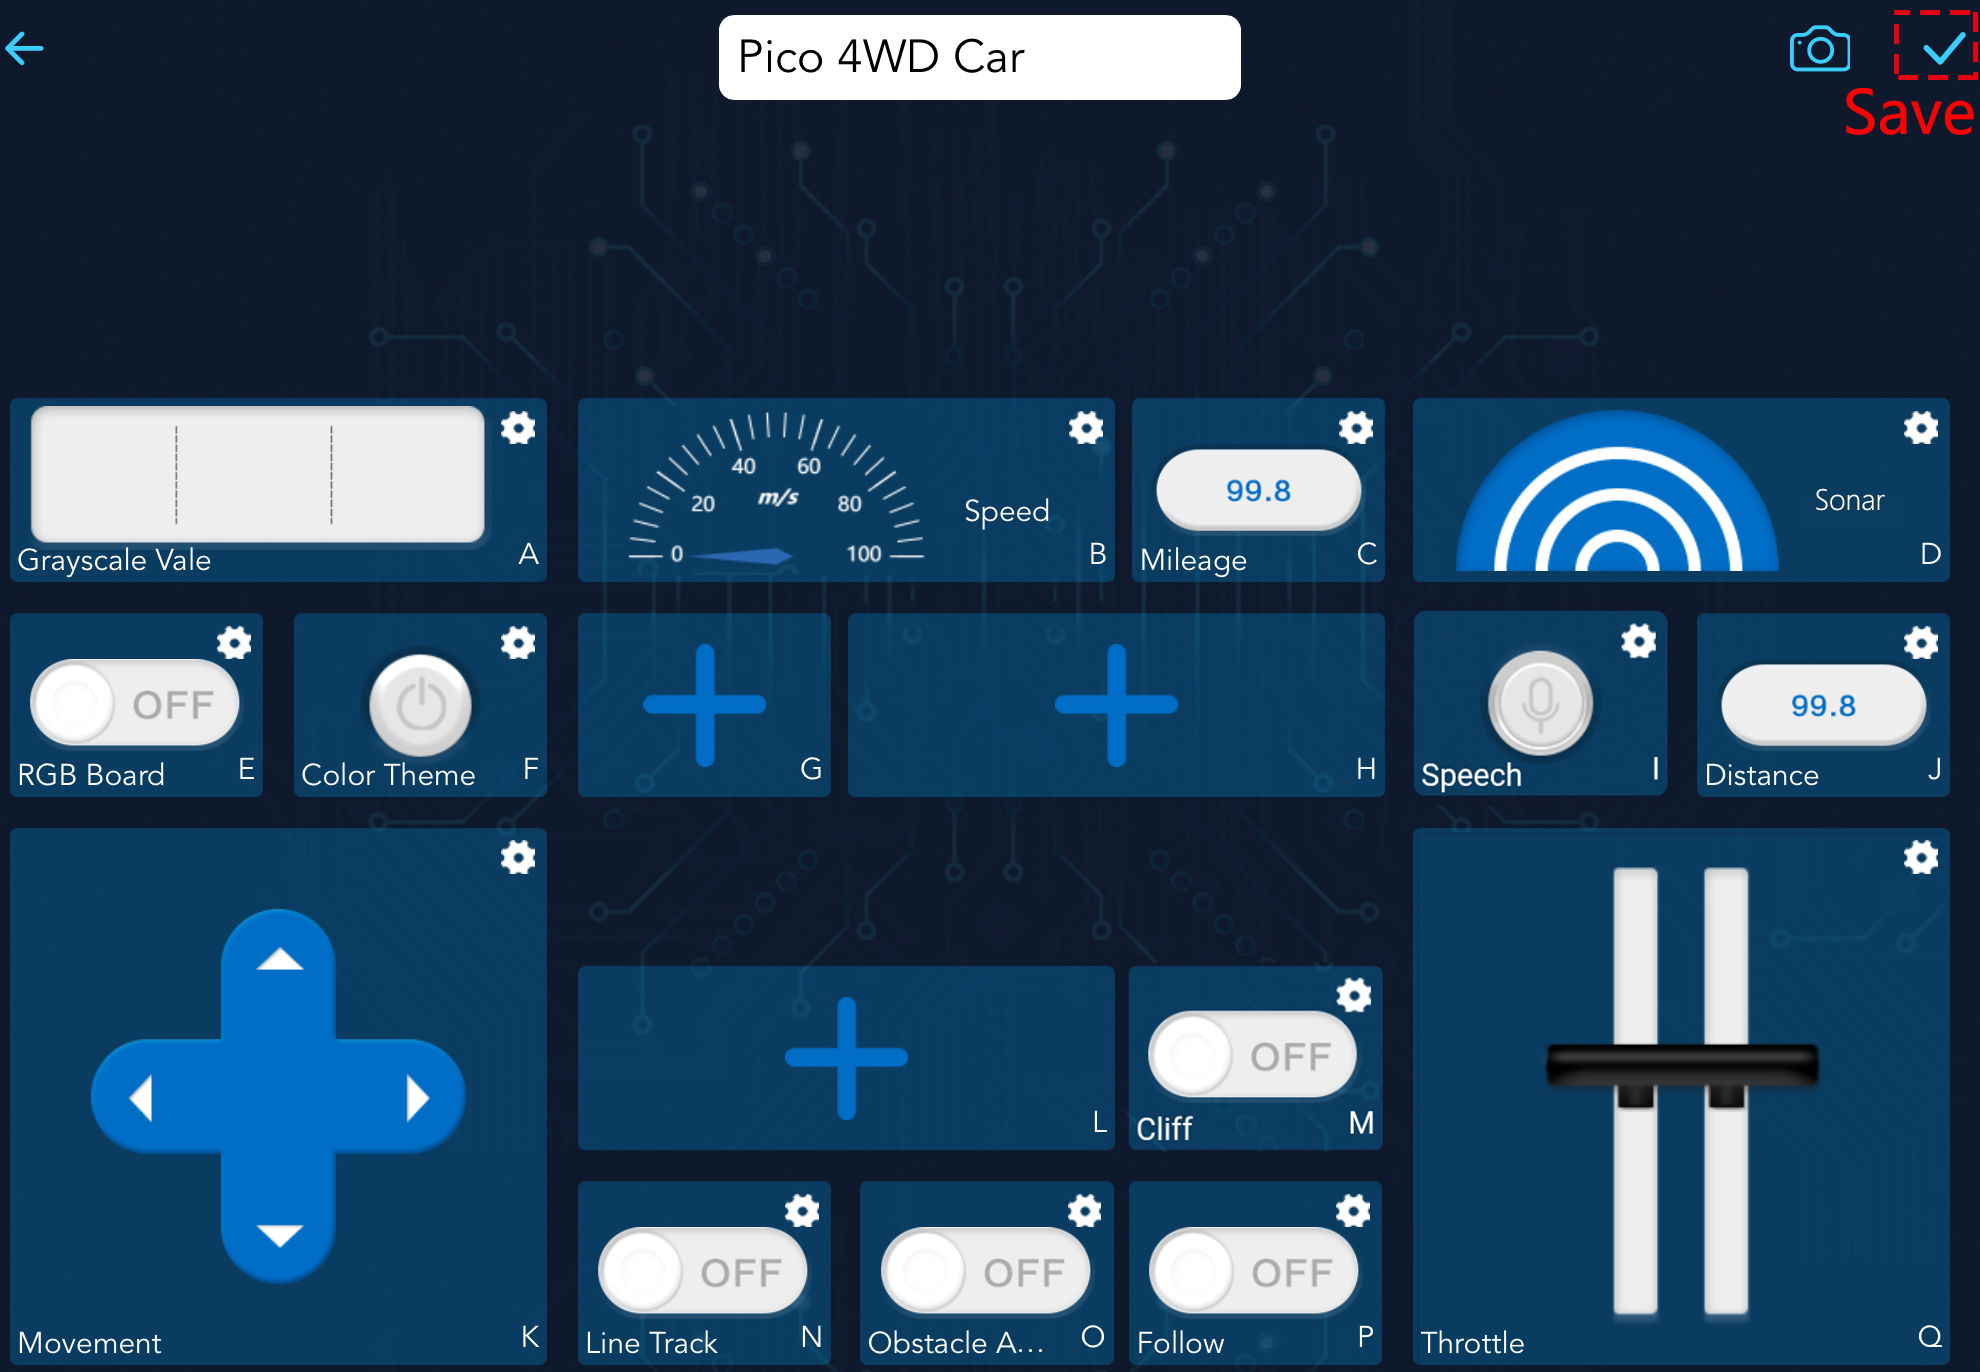 Pico 4WD Car
Save
40 60
20 m/s 80
0 100
Speed
99.8
Sonar
Grayscale Vale A
B
Mileage C
D
OFF
99.8
RGB Board E
Color Theme F
G
H
Speech I
Distance J
L
OFF
Cliff M
OFF
OFF
OFF
Movement K
Line Track N
Obstacle A... O
Follow P
Throttle Q